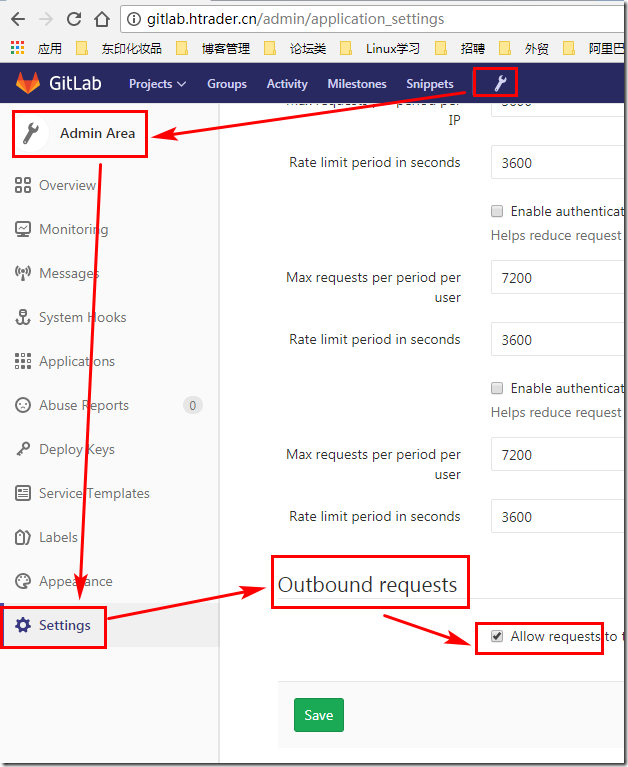 gitlab.htrader.cn/admin/application_settings
应用 东印化妆品 博客管理 论坛类 Linux学习 招聘 外贸 阿里巴
GitLab Projects Groups Activity Milestones Snippets
Admin Area
Overview
Monitoring
Messages
System Hooks
Applications
Abuse Reports 0
Deploy Keys
Service Templates
Labels
Appearance
Settings
Max requests per period per
IP
Rate limit period in seconds
3600
Enable authenticat
Helps reduce request
Max requests per period per
user
7200
Rate limit period in seconds
3600
Enable authenticat
Helps reduce request
Max requests per period per
user
7200
Rate limit period in seconds
3600
Outbound requests
Allow requests to t
Save